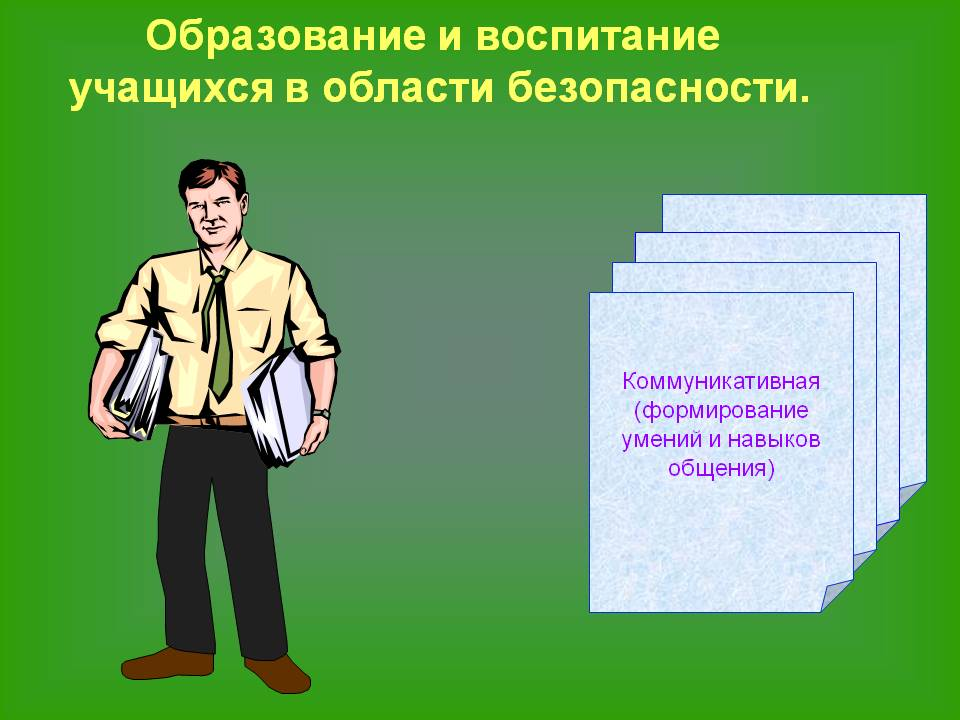 Образование и воспитание
учащихся в области безопасности.
Коммуникативная
(формирование
умений и навыков
общения)